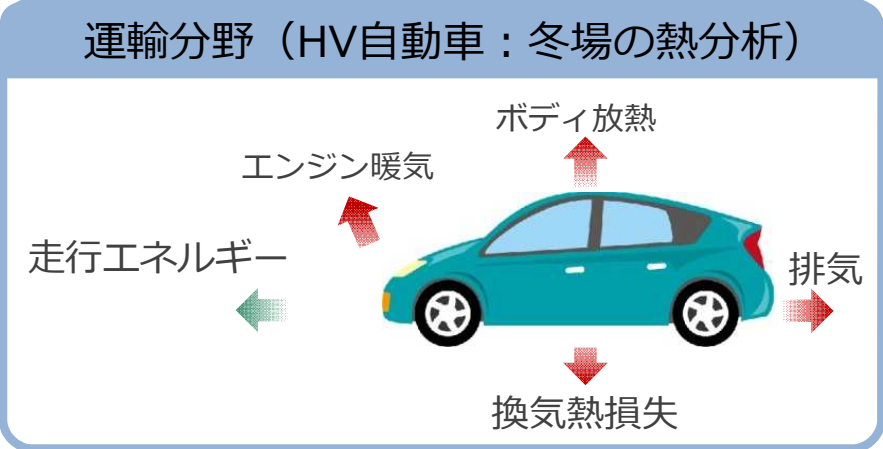 運輸分野（HV自動車：冬場の熱分析）
ボディ放熱
エンジン暖気
走行エネルギー
排気
換気熱損失